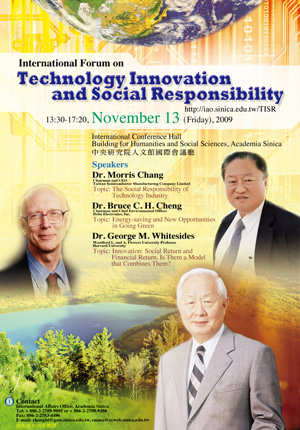 International Forum on
Technology Innovation
and Social Responsibility
http://iao.sinica.edu.tw/TISR
13:30-17:20, November 13 (Friday), 2009
International Conference Hall
Building for Humanities and Social Sciences, Academia Sinica
中央研究院人文館國際會議廳
Speakers
Dr. Morris Chang
Chairman and CEO
Taiwan Semiconductor Manufacturing Company Limited
Topic: The Social Responsibility of
Technology Industry
Dr. Bruce C. H. Cheng
Chairman and Chief Environmental Officer
Delta Electronics, Inc.
Topic: Energy-saving and New Opportunities
in Going Green
Dr. George M. Whitesides
Woodford L. and A. Flowers University Professor
Harvard University
Topic: Innovation: Social Return and
Financial Return, Is There a Model
that Combines Them?
Contact
International Affairs Office, Academia Sinica
Tel: + 886-2-2789-9895 or + 886-2-2789-9380
Fax: + 886-2-2783-4496